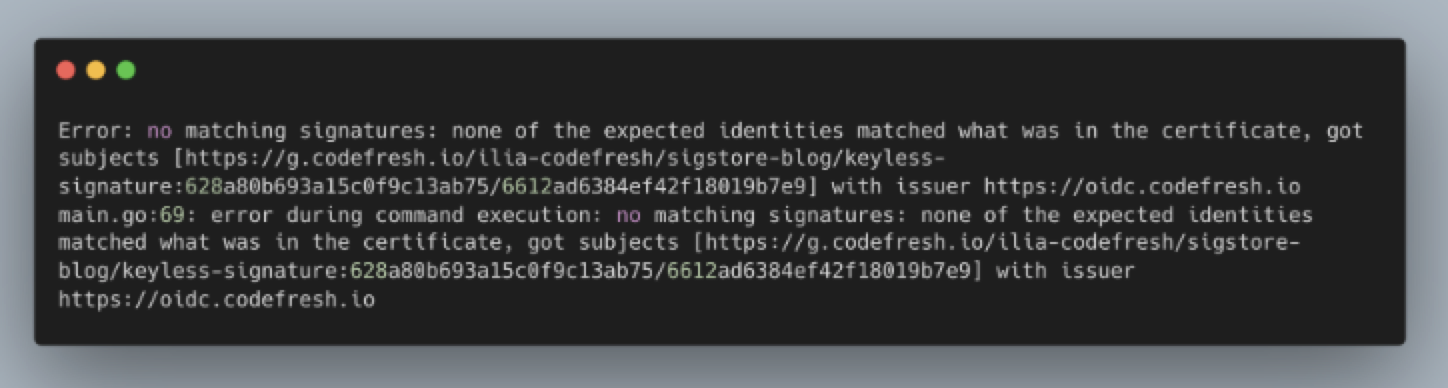 Error: no matching signatures: none of the expected identities matched what was in the certificate, got
subjects [https://g.codefresh.io/ilia-codefresh/sigstore-blog/keyless-
signature:628a80b693a15c0f9c13ab75/6612ad6384ef42f18019b7e9] with issuer https://oidc.codefresh.io
main.go:69: error during command execution: no matching signatures: none of the expected identities
matched what was in the certificate, got subjects [https://g.codefresh.io/ilia-codefresh/sigstore-
blog/keyless-signature:628a80b693a15c0f9c13ab75/6612ad6384ef42f18019b7e9] with issuer
https://oidc.codefresh.io